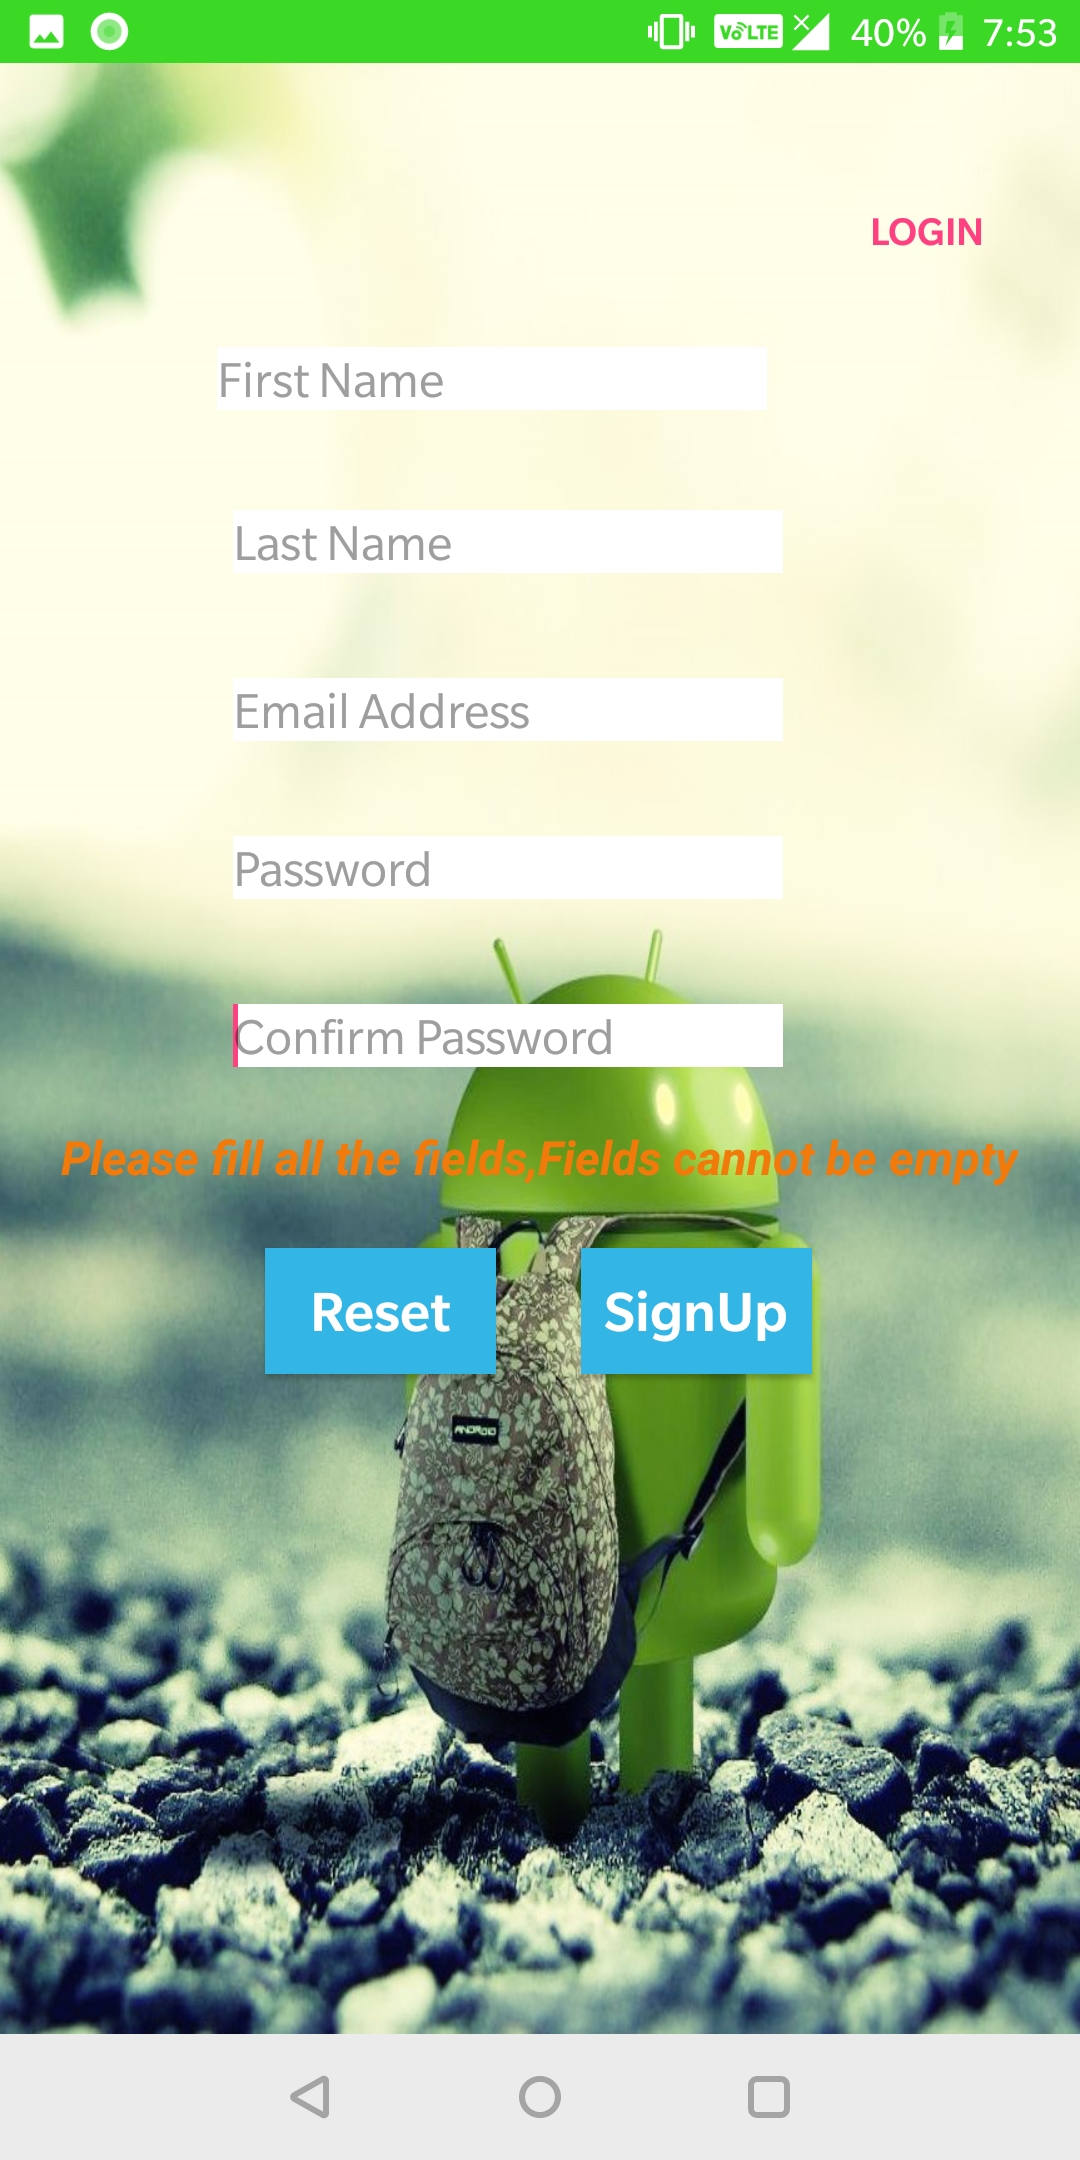 VoLTE 40% 7:53
LOGIN
First Name
Last Name
Email Address
Password
Confirm Password
Please fill all the fields,Fields cannot be empty
Reset SignUp
ANDROID